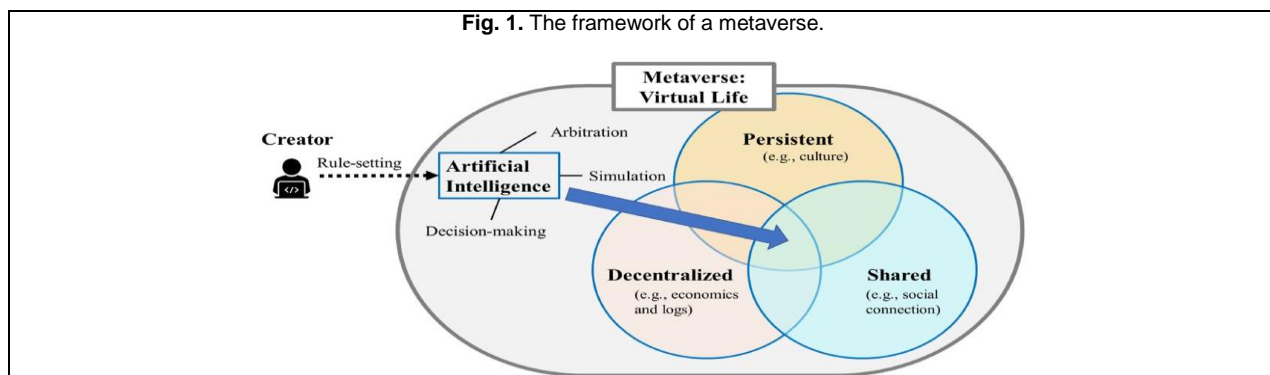 Fig. 1. The framework of a metaverse.
Metaverse:
Virtual Life
Creator
Rule-setting
Artificial
Intelligence
Arbitration
Simulation
Decision-making
Persistent
(e.g., culture)
Decentralized
(e.g., economics
and logs)
Shared
(e.g., social
connection)